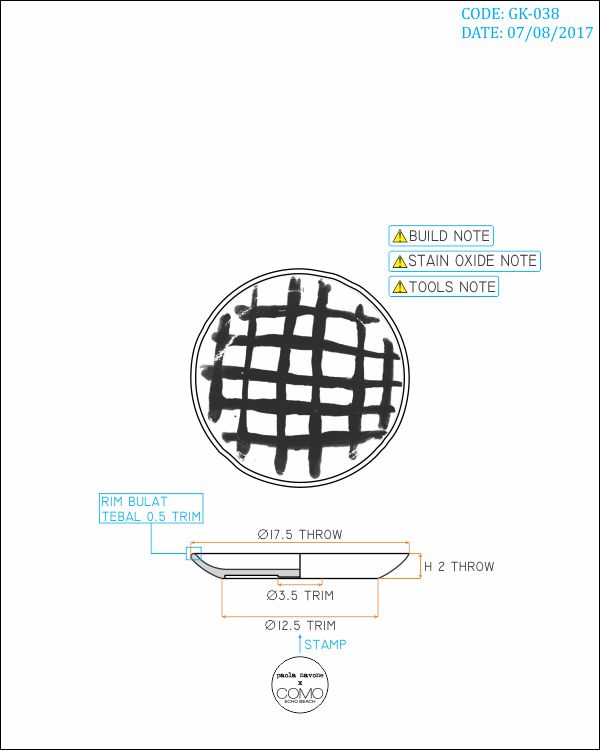 CODE: GK-038
DATE: 07/08/2017
BUILD NOTE
STAIN OXIDE NOTE
TOOLS NOTE
RIM BULAT
TEBAL 0.5 TRIM
Ø17.5 THROW
H 2 THROW
Ø3.5 TRIM
Ø12.5 TRIM
STAMP
paola navone
x
COMO
ECHO BEACH